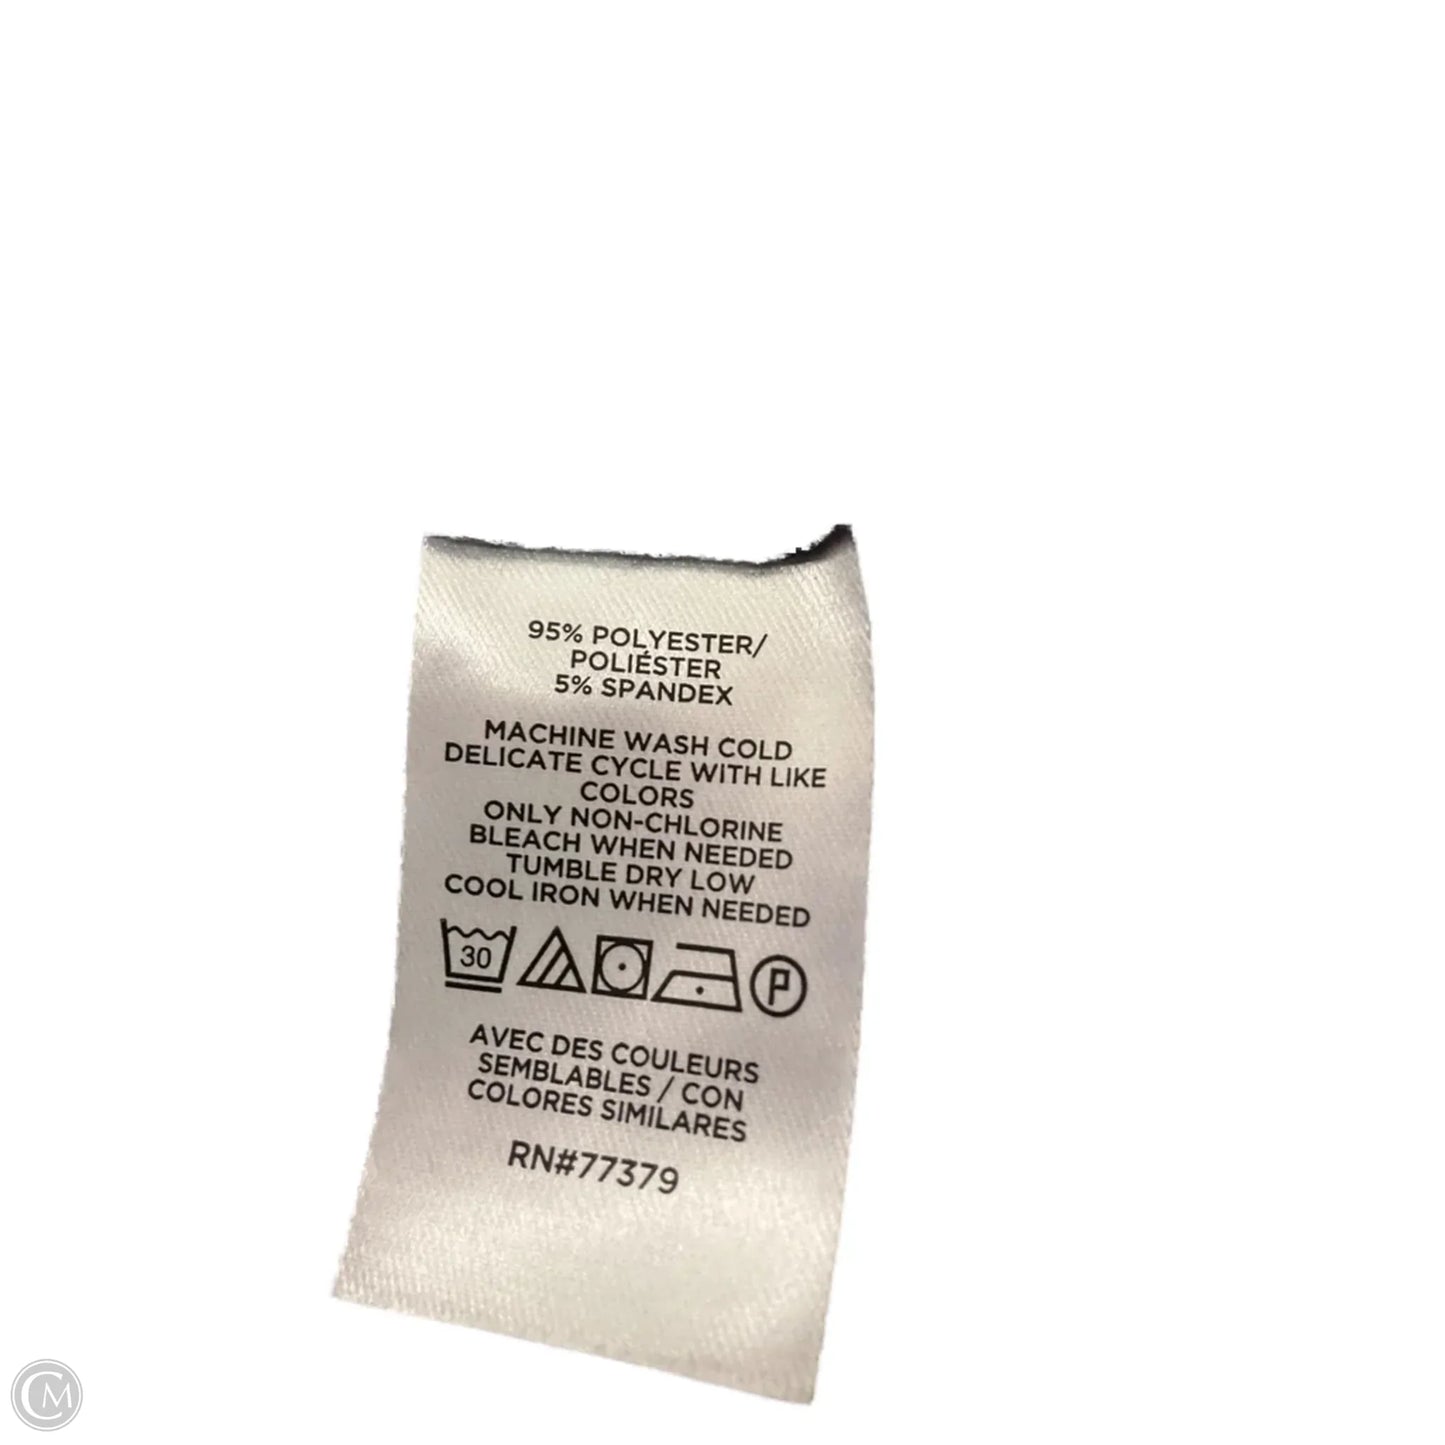 95% POLYESTER/
POLIÉSTER
5% SPANDEX
MACHINE WASH COLD
DELICATE CYCLE WITH LIKE
COLORS
ONLY NON-CHLORINE
BLEACH WHEN NEEDED
TUMBLE DRY LOW
COOL IRON WHEN NEEDED
30 P
AVEC DES COULEURS
SEMBLABLES / CON
COLORES SIMILARES
RN#77379
CM